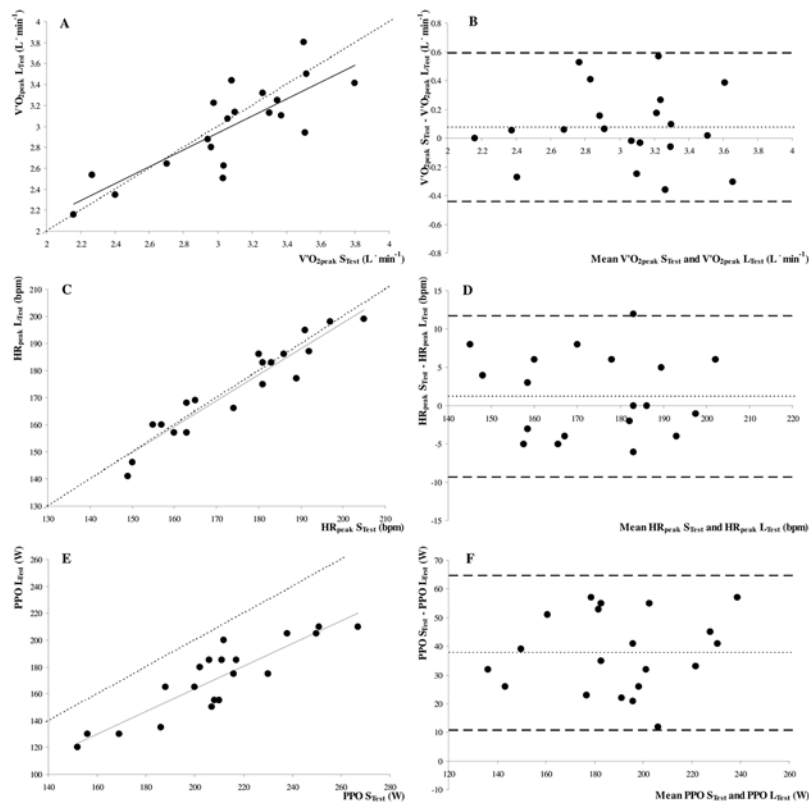 A
V'O2peak LTest (L˙min-1)
4
3.8
3.6
3.4
3.2
3
2.8
2.6
2.4
2.2
2
2 2.2 2.4 2.6 2.8 3 3.2 3.4 3.6 3.8 4
V'O2peak STest (L˙min-1)
B
V'O2peak STest - V'O2peak LTest (L˙min-1)
0.8
0.6
0.4
0.2
0
-0.2
-0.4
-0.6
-0.8
2 2.2 2.4 2.6 2.8 3 3.2 3.4 3.6 3.8 4
Mean V'O2peak STest and V'O2peak LTest (L˙min-1)
C
HRpeak LTest (bpm)
210
200
190
180
170
160
150
140
130
130 140 150 160 170 180 190 200 210
HRpeak STest (bpm)
D
HRpeak STest - HRpeak LTest (bpm)
15
10
5
0
-5
-10
-15
140 150 160 170 180 190 200 210 220
Mean HRpeak STest and HRpeak LTest (bpm)
E
PPO LTest (W)
260
240
220
200
180
160
140
120
100
140 160 180 200 220 240 260 280
PPO STest (W)
F
PPO STest - PPO LTest (W)
70
60
50
40
30
20
10
0
-10
120 140 160 180 200 220 240 260
Mean PPO STest and PPO LTest (W)